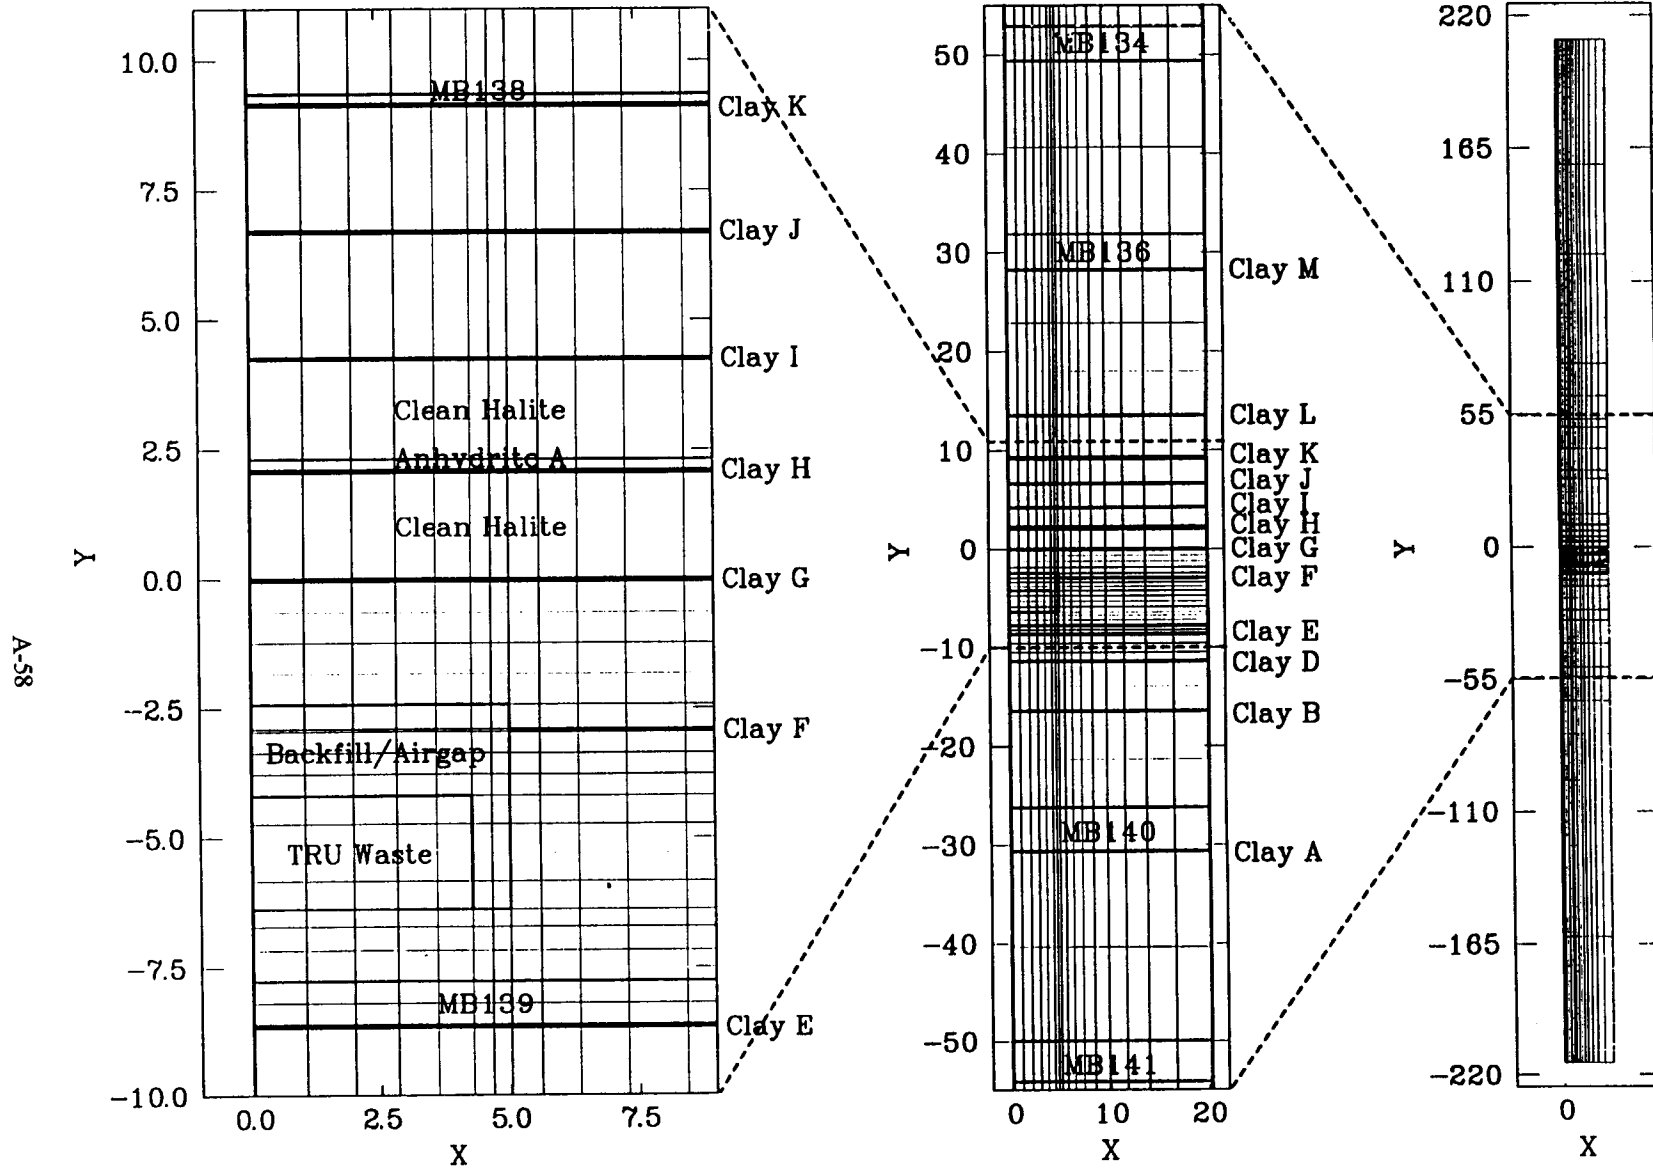 A-58
Y
10.0
7.5
5.0
2.5
0.0
-2.5
-5.0
-7.5
-10.0
MB138
Clay K
Clay J
Clay I
Clean Halite
Anhydrite A
Clay H
Clean Halite
Clay G
Clay F
Backfill/Airgap
TRU Waste
MB139
Clay E
0.0 2.5 5.0 7.5
X
Y
50
40
30
20
10
0
-10
-20
-30
-40
-50
MB134
MB136
Clay M
Clay L
Clay K
Clay J
Clay I
Clay H
Clay G
Clay F
Clay E
Clay D
Clay B
MB140
Clay A
MB141
0 10 20
X
Y
220
165
110
55
0
-55
-110
-165
-220
0
X